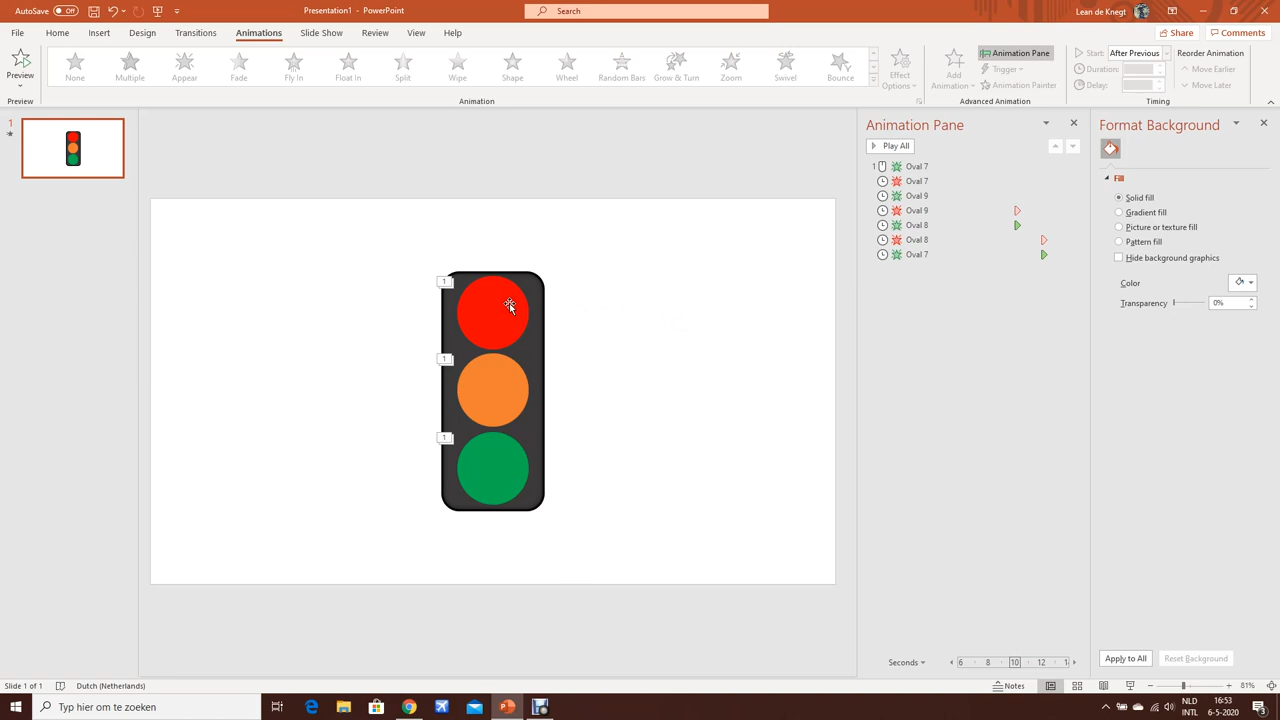 AutoSave Off Presentation1 - PowerPoint Search Lean de Knegt
File Home Insert Design Transitions Animations Slide Show Review View Help Share Comments
Preview None Multiple Appear Fade Fly In Float In Split Wipe Shape Wheel Random Bars Grow & Turn Zoom Swivel Bounce Effect Options Add Animation
Animation Pane
Trigger
Animation Painter
Start: After Previous
Duration:
Delay:
Reorder Animation
Move Earlier
Move Later
Preview Animation Advanced Animation Timing
1
1
1
1
Animation Pane
Play All
1 Oval 7
Oval 7
Oval 9
Oval 9
Oval 8
Oval 8
Oval 7
Seconds 6 8 10 12 1
Format Background
Fill
Solid fill
Gradient fill
Picture or texture fill
Pattern fill
Hide background graphics
Color
Transparency 0%
Apply to All Reset Background
Slide 1 of 1 Dutch (Netherlands) Notes 81%
Typ hier om te zoeken
NLD 16:53
INTL 6-5-2020